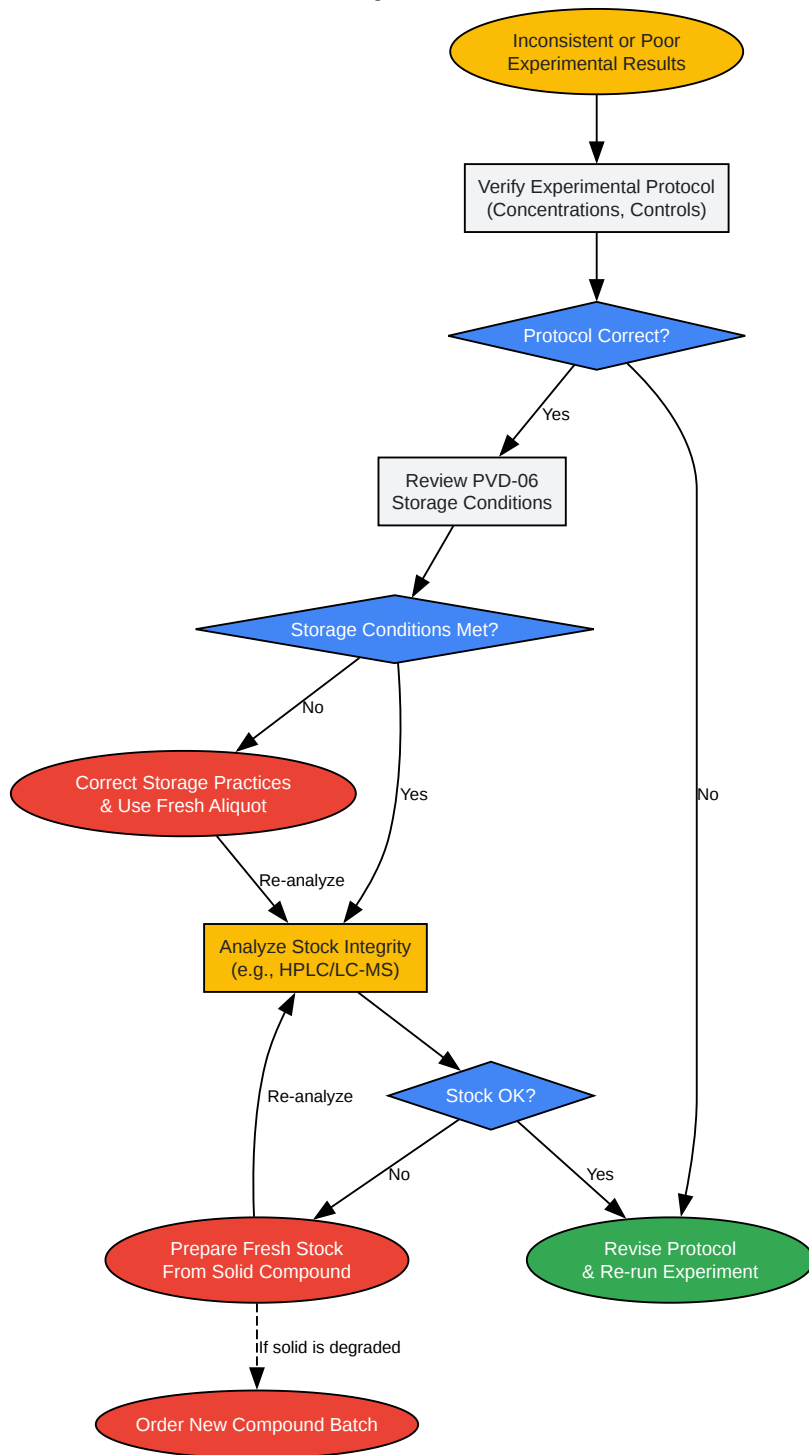 Inconsistent or Poor
Experimental Results
Verify Experimental Protocol
(Concentrations, Controls)
Protocol Correct?
Yes
Review PVD-06
Storage Conditions
Storage Conditions Met?
No
Correct Storage Practices
& Use Fresh Aliquot
Yes
No
Re-analyze
Analyze Stock Integrity
(e.g., HPLC/LC-MS)
Re-analyze
Stock OK?
No
Yes
Prepare Fresh Stock
From Solid Compound
Revise Protocol
& Re-run Experiment
If solid is degraded
Order New Compound Batch